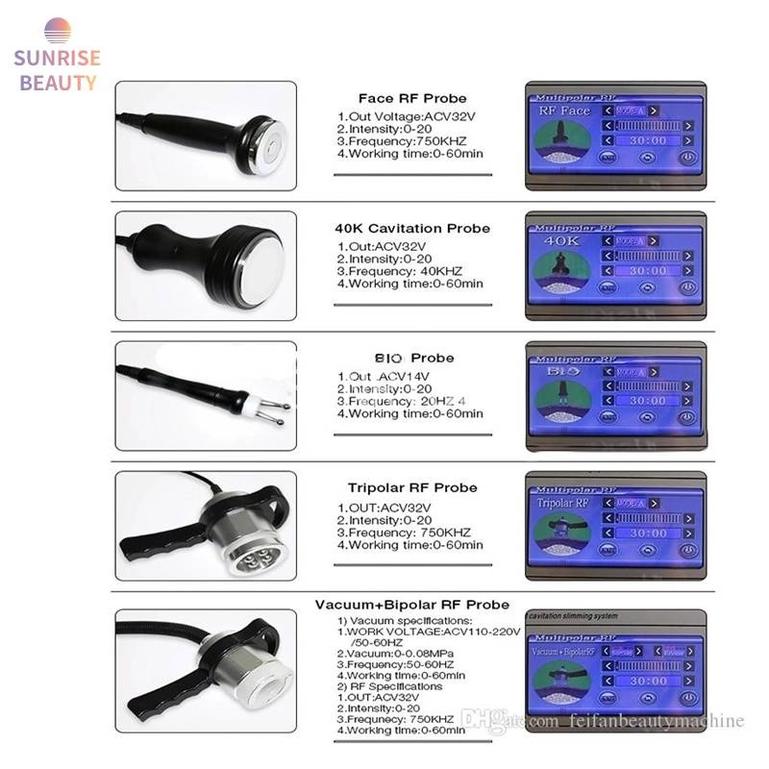 SUNRISE
BEAUTY
Face RF Probe
1.Out Voltage:ACV32V
2.Intensity:0-20
3.Frequency:750KHZ
4.Working time:0-60min
Multipolar RF
RF Face
MODE: A
30:00
40K Cavitation Probe
1.Out:ACV32V
2.Intensity:0-20
3.Frequency: 40KHZ
4.Working time:0-60min
Multipolar RF
40K
MODE: A
30:00
BIO Probe
1.Out .ACV14V
2.Intensity:0-20
3.Frequency: 20HZ 4
4.Working time:0-60min
Multipolar RF
BIO
MODE: A
30:00
Tripolar RF Probe
1.OUT:ACV32V
2.Intensity:0-20
3.Frequency: 750KHZ
4.Working time:0-60min
Multipolar RF
Tripolar RF
MODE: A
30:00
Vacuum+Bipolar RF Probe
1) Vacuum specifications:
1.WORK VOLTAGE:ACV110-220V
/50-60HZ
2.Vacuum:0-0.08MPa
3.Frequency:50-60HZ
4.Working time:0-60min
2) RF Specifications
1.OUT:ACV32V
2.Intensity:0-20
3.Frequnecy: 750KHZ
4.Working time:0-60min
cavitation slimming system
Multipolar RF
Vacuum+BipolarRF
30:00
DHgate.com feifanbeautymachine